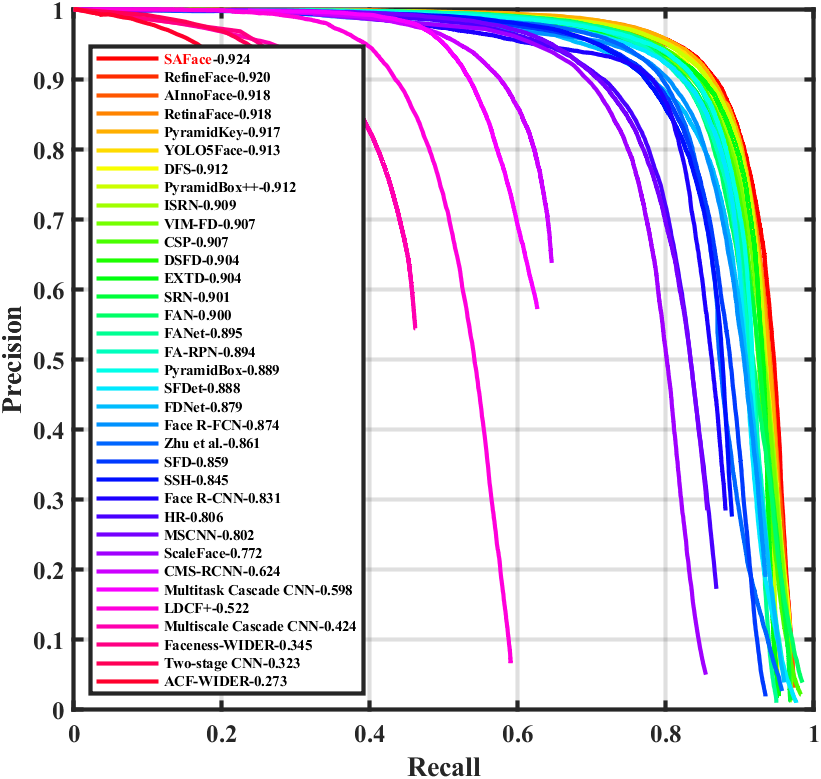 1
0.9
0.8
0.7
0.6
0.5
0.4
0.3
0.2
0.1
0
Precision
SAFace-0.924
RefineFace-0.920
AInnoFace-0.918
RetinaFace-0.918
PyramidKey-0.917
YOLO5Face-0.913
DFS-0.912
PyramidBox++-0.912
ISRN-0.909
VIM-FD-0.907
CSP-0.907
DSFD-0.904
EXTD-0.904
SRN-0.901
FAN-0.900
FANet-0.895
FA-RPN-0.894
PyramidBox-0.889
SFDet-0.888
FDNet-0.879
Face R-FCN-0.874
Zhu et al.-0.861
SFD-0.859
SSH-0.845
Face R-CNN-0.831
HR-0.806
MSCNN-0.802
ScaleFace-0.772
CMS-RCNN-0.624
Multitask Cascade CNN-0.598
LDCF+-0.522
Multiscale Cascade CNN-0.424
Faceness-WIDER-0.345
Two-stage CNN-0.323
ACF-WIDER-0.273
0 0.2 0.4 0.6 0.8 1
Recall